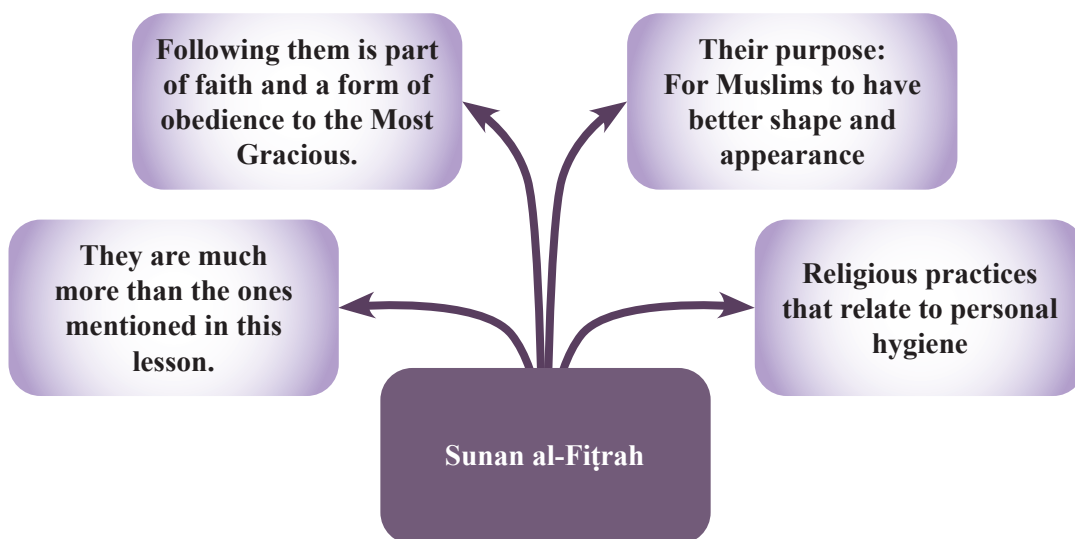 Following them is part
of faith and a form of
obedience to the Most
Gracious.
Their purpose:
For Muslims to have
better shape and
appearance
They are much
more than the ones
mentioned in this
lesson.
Religious practices
that relate to personal
hygiene
Sunan al-Fiṭrah